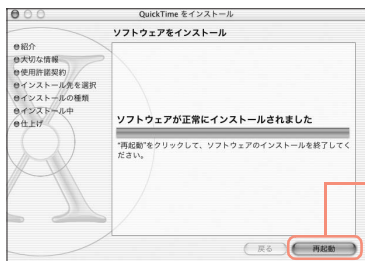 QuickTime をインストール
ソフトウェアをインストール
紹介
大切な情報
使用許諾契約
インストール先を選択
インストールの種類
インストール中
仕上げ
ソフトウェアが正常にインストールされました
"再起動"をクリックして、ソフトウェアのインストールを終了してく
ださい。
戻る
再起動